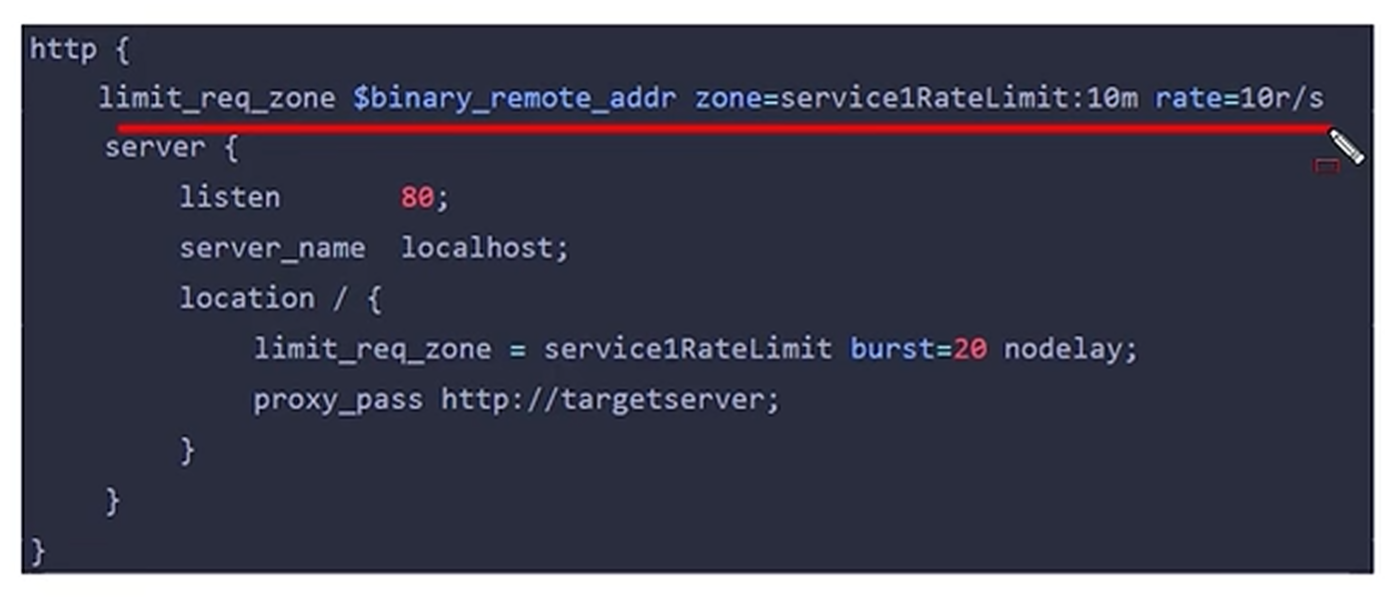 http {
limit_req_zone $binary_remote_addr zone=service1RateLimit:10m rate=10r/s
server {
listen 80;
server_name localhost;
location / {
limit_req_zone = service1RateLimit burst=20 nodelay;
proxy_pass http://targetserver;
}
}
}